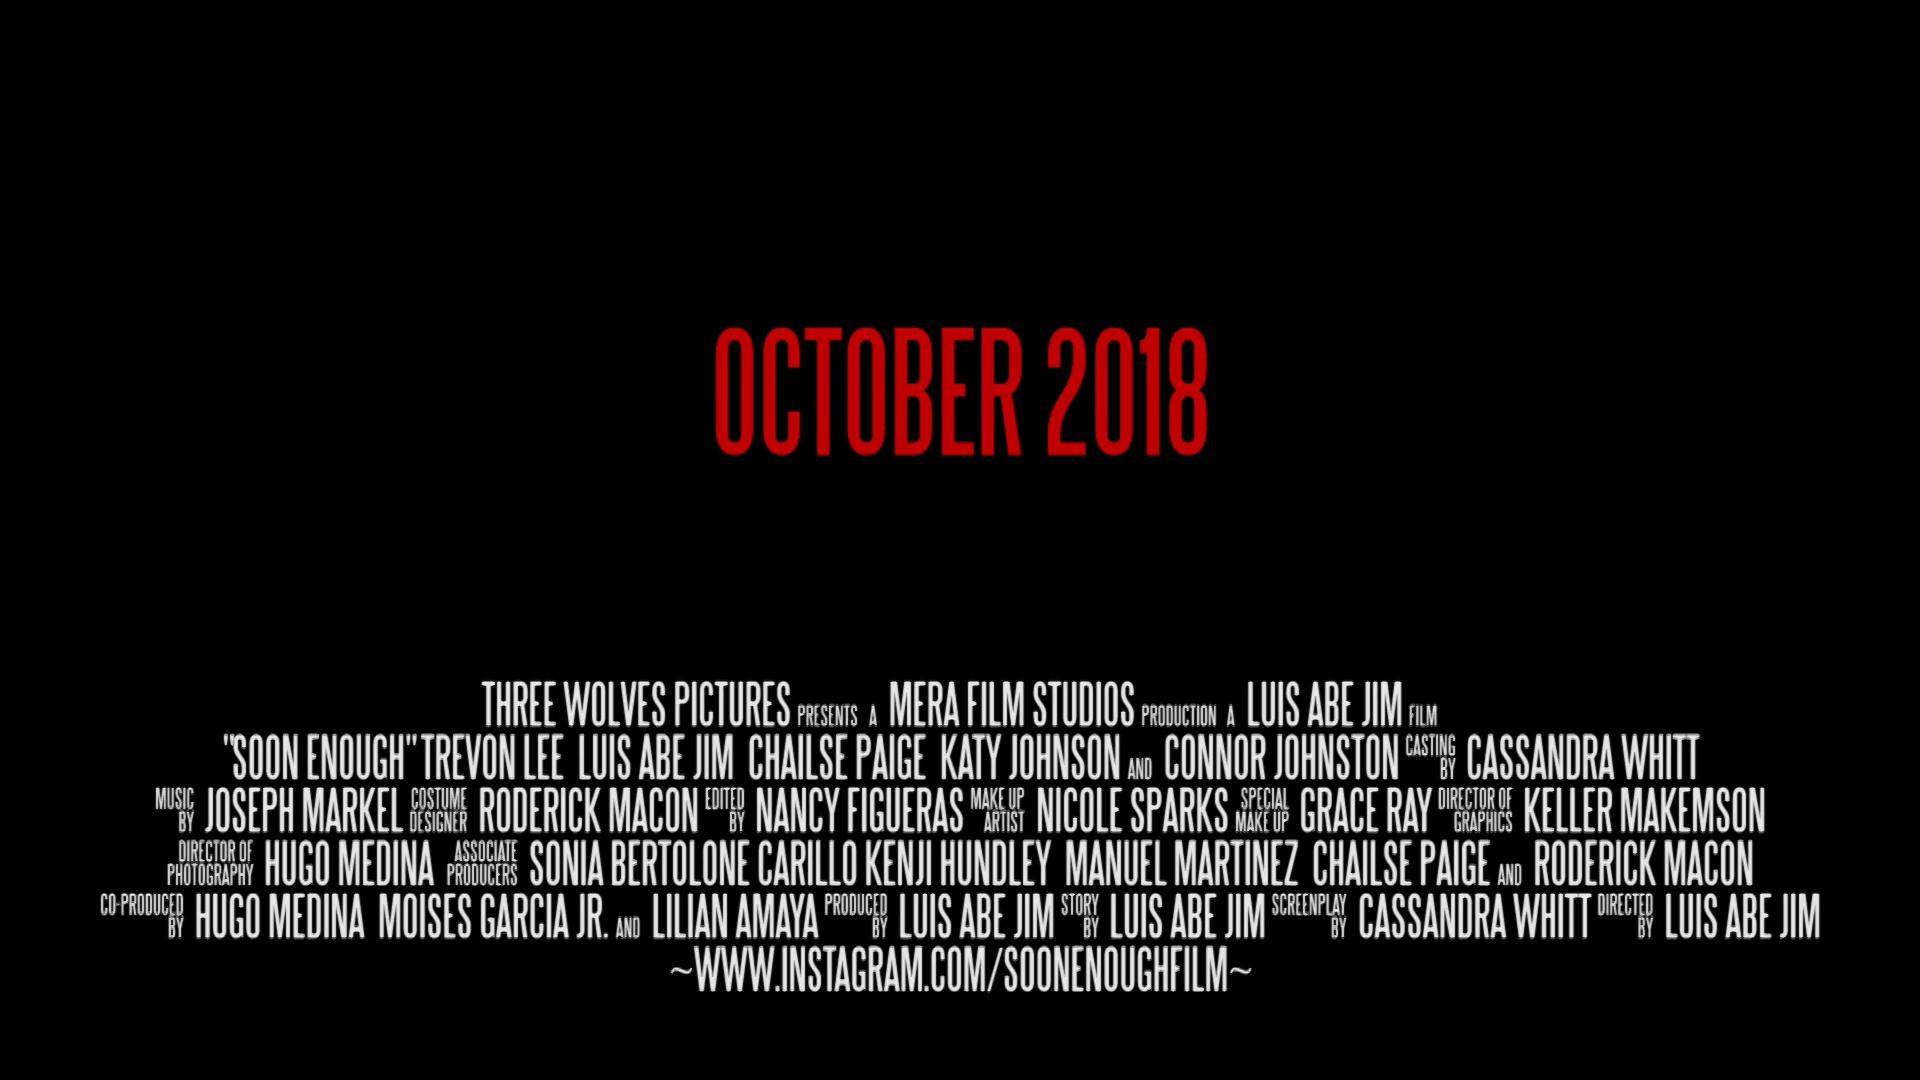 OCTOBER 2018
THREE WOLVES PICTURES PRESENTS A MERA FILM STUDIOS PRODUCTION A LUIS ABE JIM FILM
"SOON ENOUGH" TREVON LEE LUIS ABE JIM CHAILSE PAIGE KATY JOHNSON AND CONNOR JOHNSTON CASTING BY CASSANDRA WHITT
MUSIC BY JOSEPH MARKEL COSTUME DESIGNER RODERICK MACON EDITED BY NANCY FIGUERAS MAKE UP ARTIST NICOLE SPARKS SPECIAL MAKE UP GRACE RAY DIRECTOR OF GRAPHICS KELLER MAKEMSON
DIRECTOR OF PHOTOGRAPHY HUGO MEDINA ASSOCIATE PRODUCERS SONIA BERTOLONE CARILLO KENJI HUNDLEY MANUEL MARTINEZ CHAILSE PAIGE AND RODERICK MACON
CO-PRODUCED BY HUGO MEDINA MOISES GARCIA JR. AND LILIAN AMAYA PRODUCED BY LUIS ABE JIM STORY BY LUIS ABE JIM SCREENPLAY BY CASSANDRA WHITT DIRECTED BY LUIS ABE JIM
~WWW.INSTAGRAM.COM/SOONENOUGHFILM~